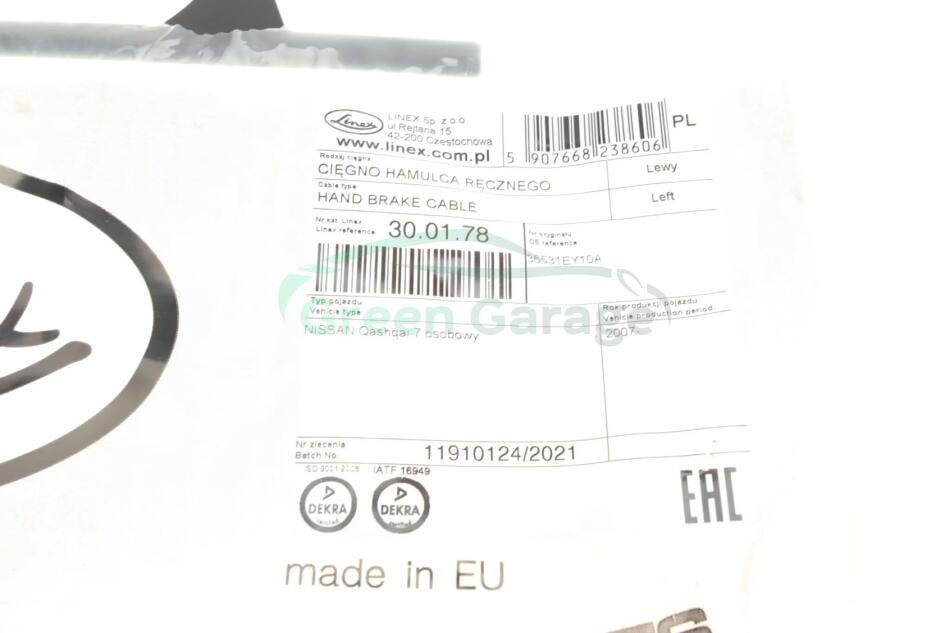 Linex
LINEX Sp. z o.o
ul Rejtana 15
42-200 Częstochowa
www.linex.com.pl
5 907668 238606
PL
Rodzaj cięgna
CIĘGNO HAMULCA RĘCZNEGO
Lewy
Cable type
HAND BRAKE CABLE
Left
Nr kat. Linex
Linex reference
30.01.78
Nr oryginału
OE reference
36531EY10A
Green Garage
Typ pojazdu
Vehicle type
Rok produkcji pojazdu
Vehicle production period:
NISSAN Qashqai 7 osobowy
2007-
Nr zlecenia
Batch No:
11910124/2021
ISO 9001:2008
IATF 16949
DEKRA
DEKRA
EAC
made in EU